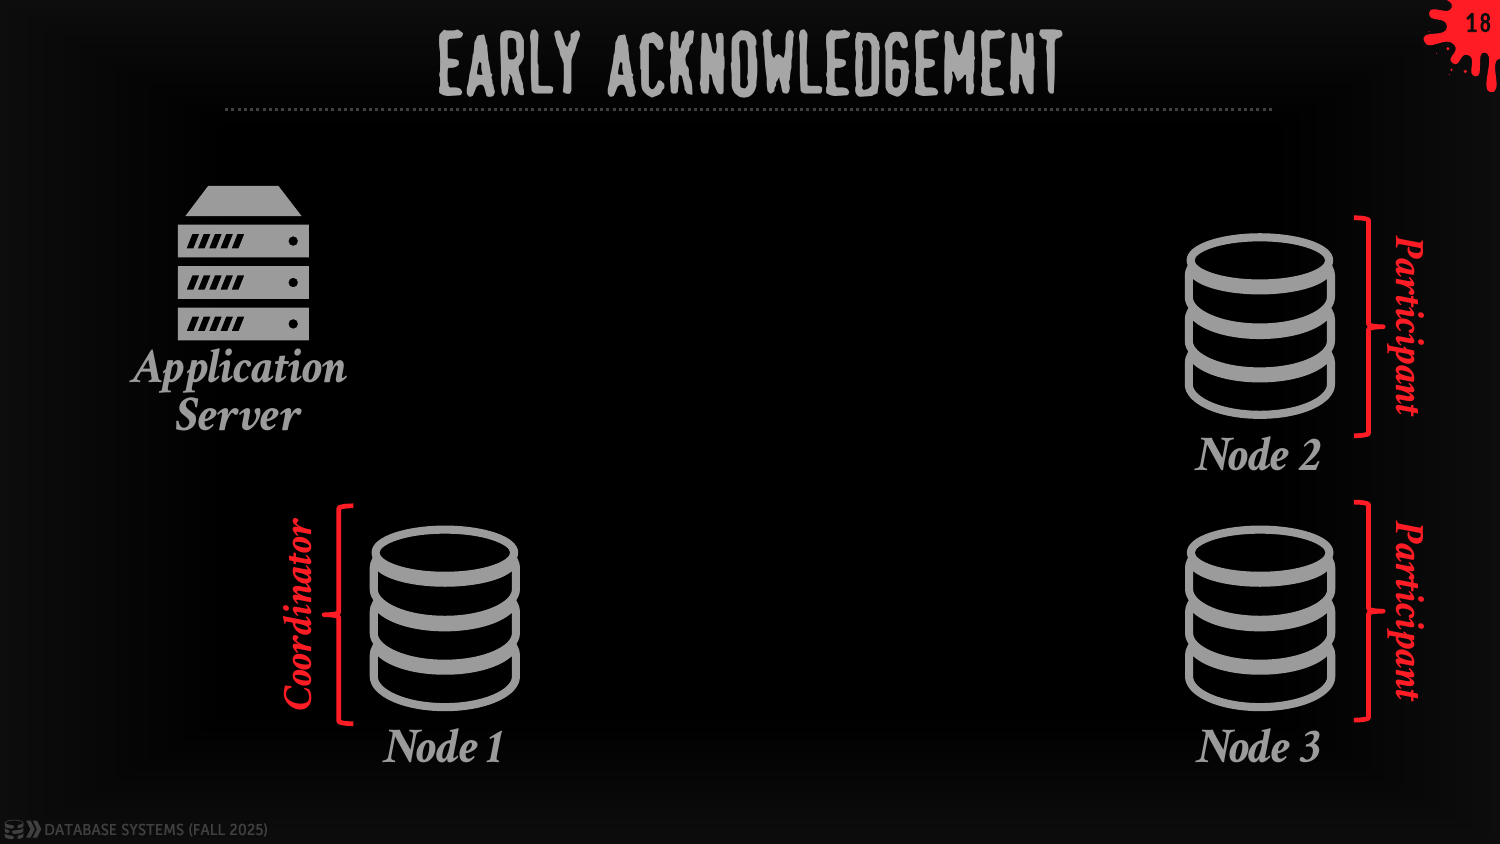 EARLY ACKNOWLEDGEMENT
18
Application
Server
Participant
Node 2
Coordinator
Node 1
Participant
Node 3
DATABASE SYSTEMS (FALL 2025)